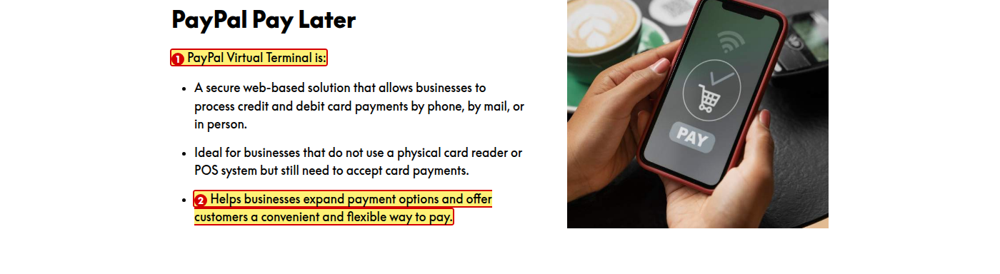 PayPal Pay Later
1 PayPal Virtual Terminal is:
• A secure web-based solution that allows businesses to
process credit and debit card payments by phone, by mail, or
in person.
• Ideal for businesses that do not use a physical card reader or
POS system but still need to accept card payments.
• 2 Helps businesses expand payment options and offer
customers a convenient and flexible way to pay.
PAY